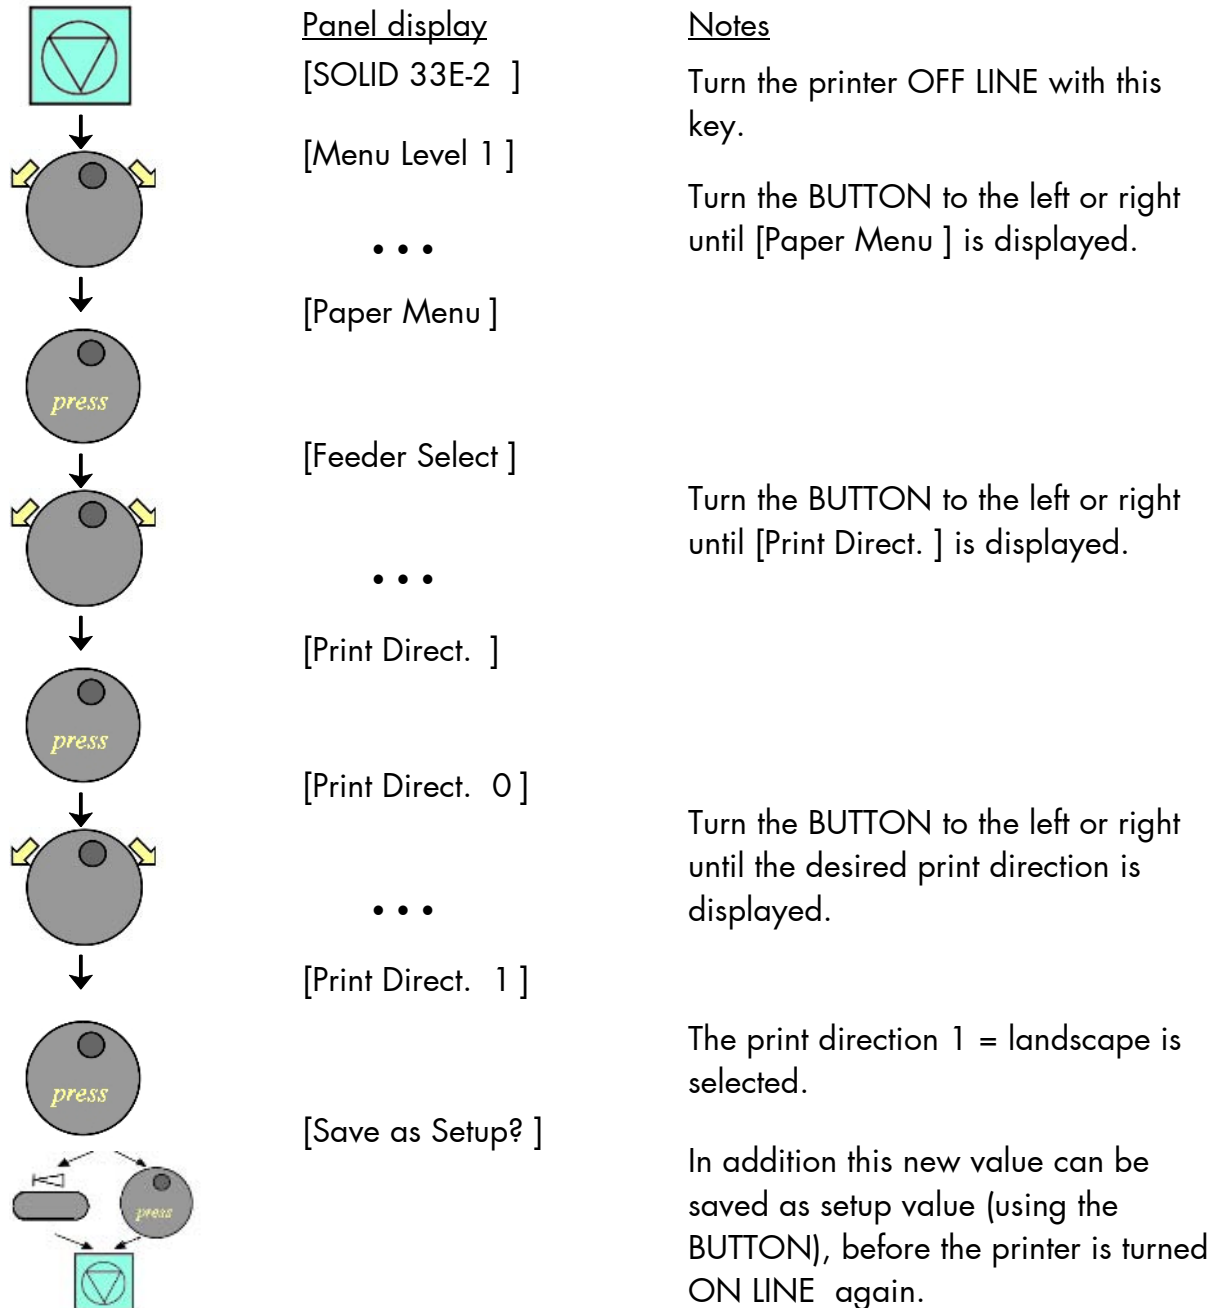 Panel display
Notes
[SOLID 33E-2 ]
Turn the printer OFF LINE with this
key.
[Menu Level 1 ]
Turn the BUTTON to the left or right
until [Paper Menu ] is displayed.
• • •
[Paper Menu ]
press
[Feeder Select ]
Turn the BUTTON to the left or right
until [Print Direct. ] is displayed.
• • •
[Print Direct. ]
press
[Print Direct. 0 ]
Turn the BUTTON to the left or right
until the desired print direction is
displayed.
• • •
[Print Direct. 1 ]
The print direction 1 = landscape is
selected.
press
[Save as Setup? ]
In addition this new value can be
saved as setup value (using the
BUTTON), before the printer is turned
ON LINE again.
press